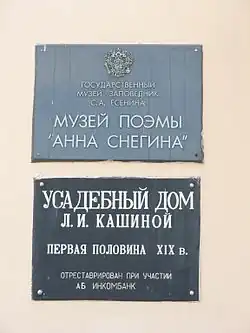 ГОСУДАРСТВЕННЫЙ
МУЗЕЙ-ЗАПОВЕДНИК
С.А. ЕСЕНИНА
МУЗЕЙ ПОЭМЫ
"АННА СНЕГИНА"
УСАДЕБНЫЙ ДОМ
Л. И. КАШИНОЙ
ПЕРВАЯ ПОЛОВИНА XIX в.
ОТРЕСТАВРИРОВАН ПРИ УЧАСТИИ
АБ ИНКОМБАНК